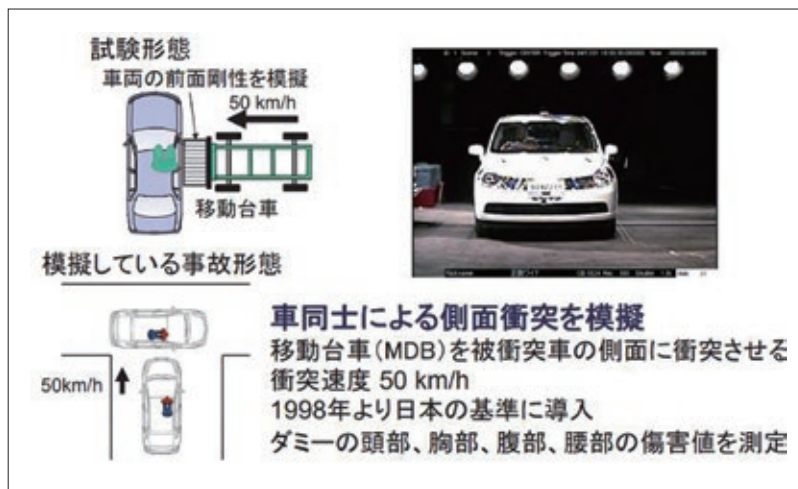 試験形態
車両の前面剛性を模擬
50 km/h
移動台車
模擬している事故形態
50km/h
車同士による側面衝突を模擬
移動台車(MDB)を被衝突車の側面に衝突させる
衝突速度 50 km/h
1998年より日本の基準に導入
ダミーの頭部、胸部、腹部、腰部の傷害値を測定